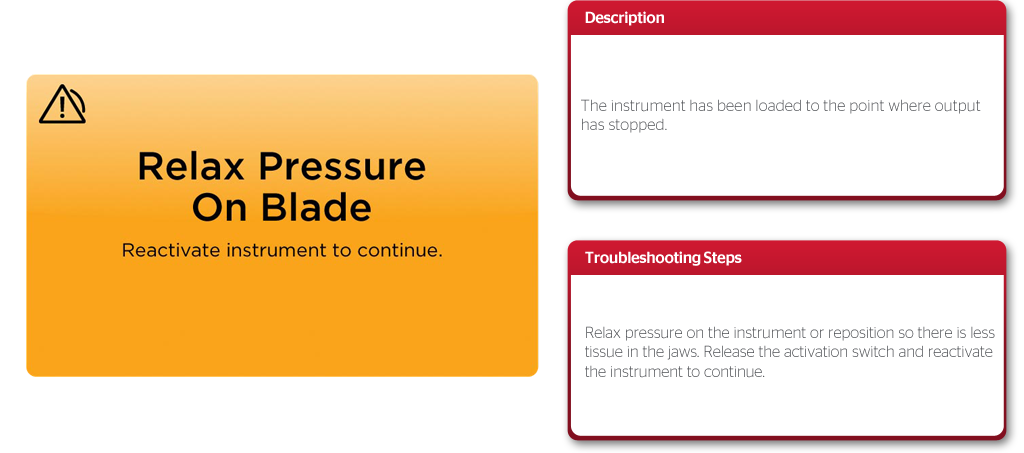 Relax Pressure
On Blade
Reactivate instrument to continue.
Description
The instrument has been loaded to the point where output
has stopped.
Troubleshooting Steps
Relax pressure on the instrument or reposition so there is less
tissue in the jaws. Release the activation switch and reactivate
the instrument to continue.